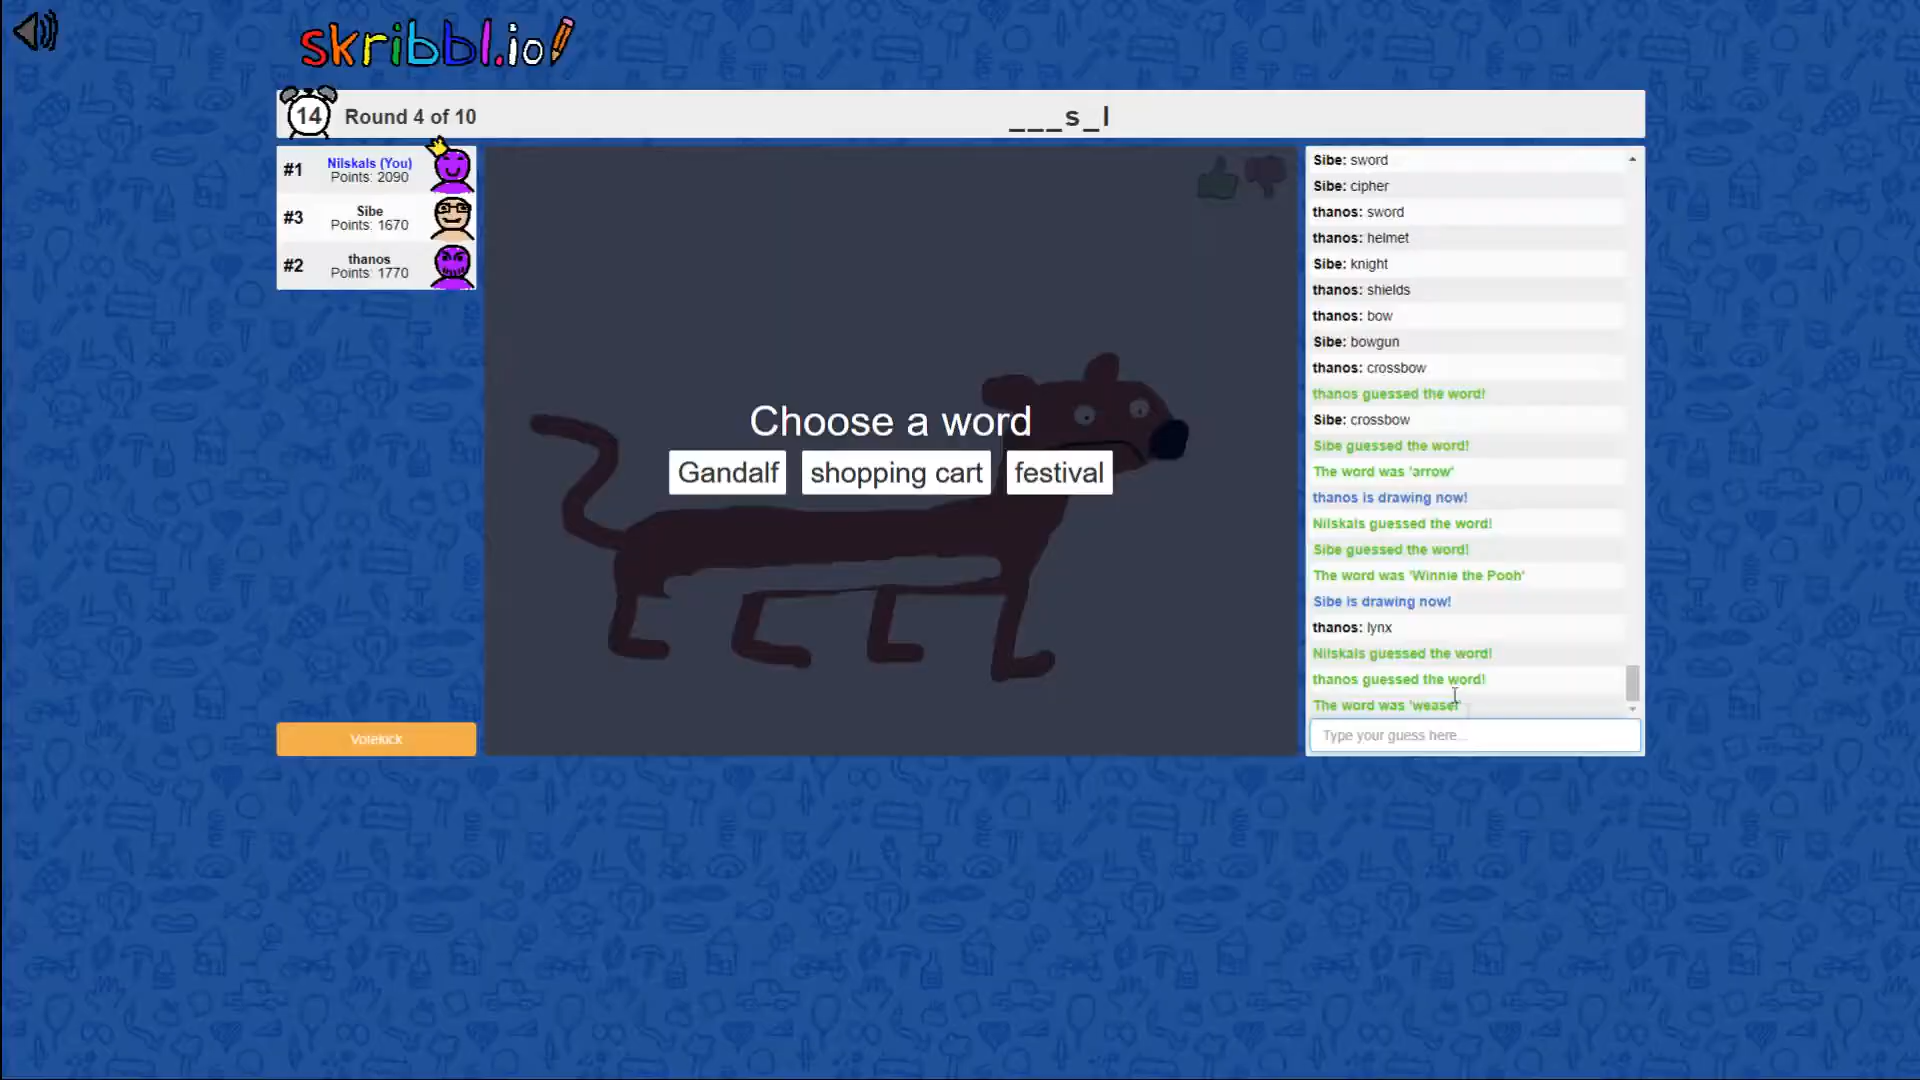 skribbl.io
14
Round 4 of 10
___s_l
#1
Nilskals (You)
Points: 2090
#3
Sibe
Points: 1670
#2
thanos
Points: 1770
Votekick
Choose a word
Gandalf
shopping cart
festival
Sibe: sword
Sibe: cipher
thanos: sword
thanos: helmet
Sibe: knight
thanos: shields
thanos: bow
Sibe: bowgun
thanos: crossbow
thanos guessed the word!
Sibe: crossbow
Sibe guessed the word!
The word was 'arrow'
thanos is drawing now!
Nilskals guessed the word!
Sibe guessed the word!
The word was 'Winnie the Pooh'
Sibe is drawing now!
thanos: lynx
Nilskals guessed the word!
thanos guessed the word!
The word was 'weasel'
Type your guess here...